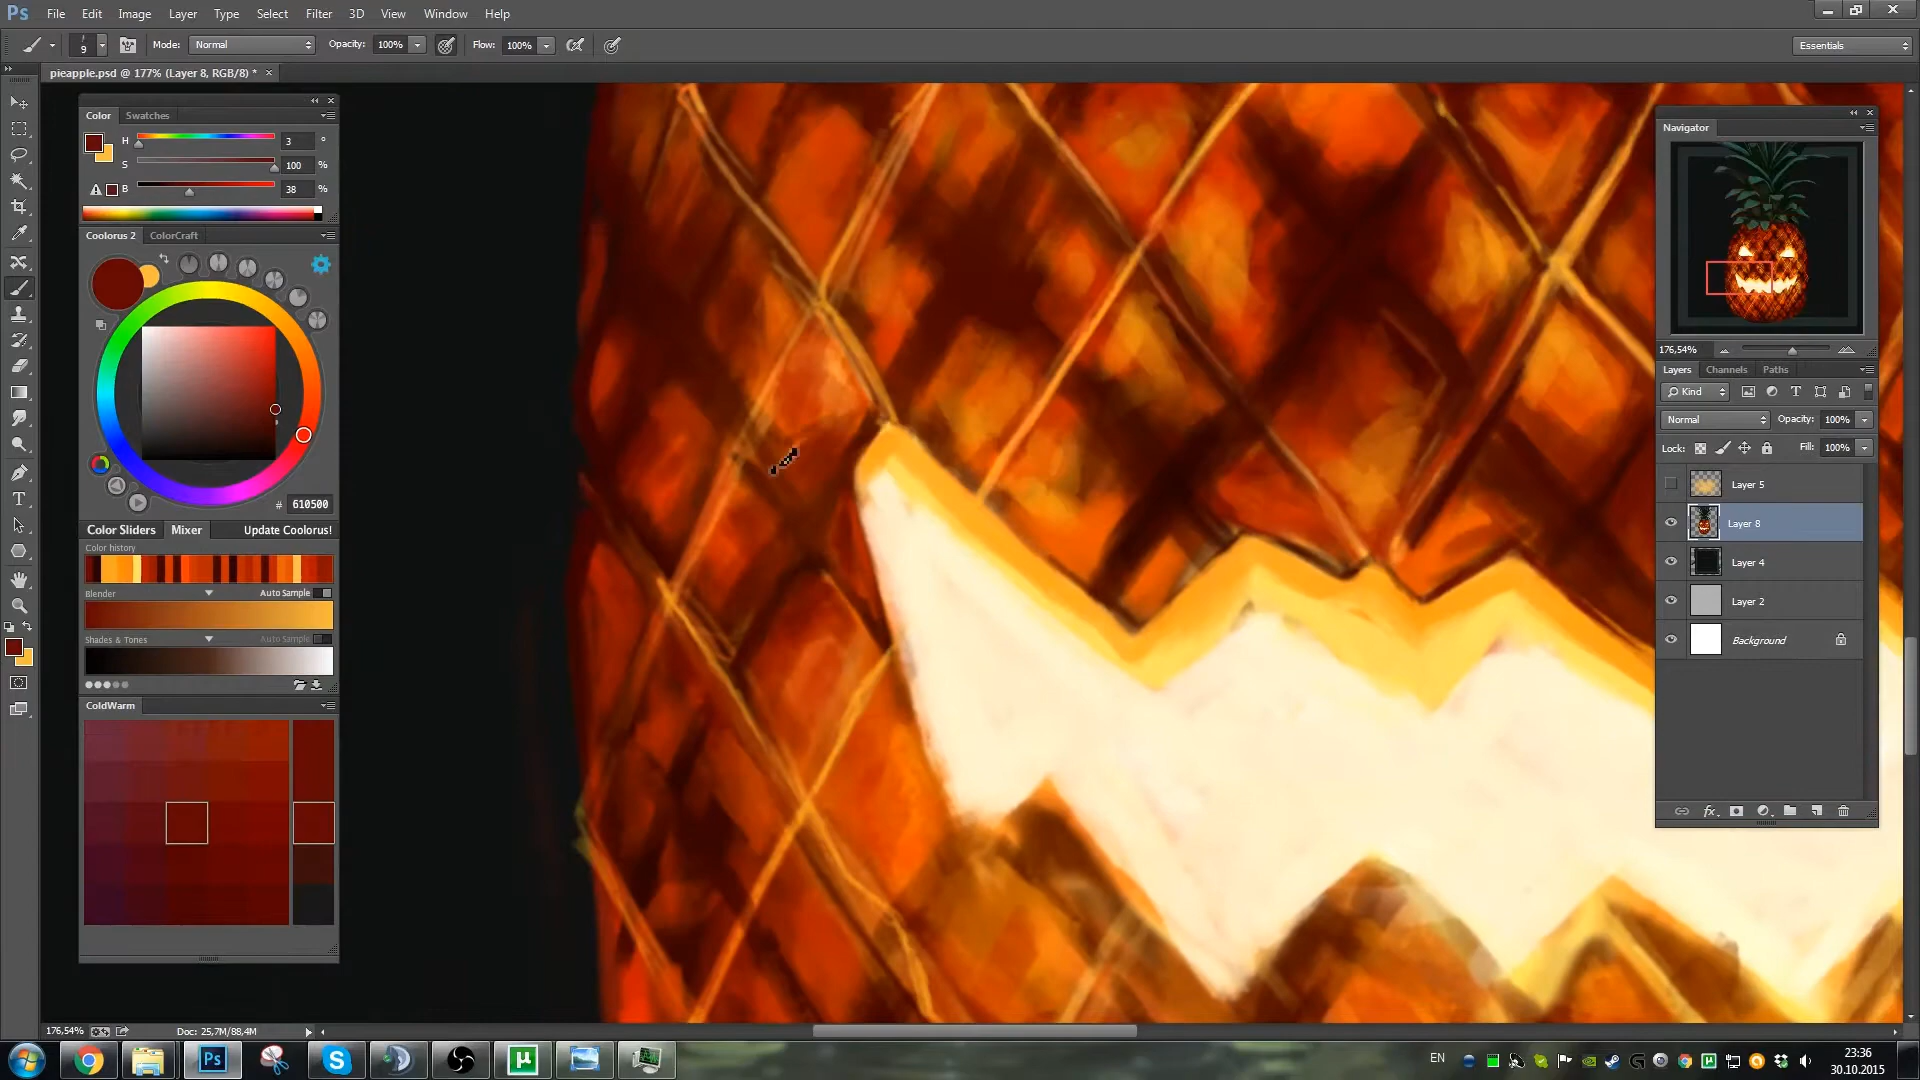 Ps File Edit Image Layer Type Select Filter 3D View Window Help
9 Mode: Normal Opacity: 100% Flow: 100% Essentials
pieapple.psd @ 177% (Layer 8, RGB/8) * ×
Color Swatches
H 3 °
S 100 %
B 38 %
Coolorus 2 ColorCraft
# 610500
Color Sliders Mixer Update Coolorus!
Color history
Blender Auto Sample
Shades & Tones Auto Sample
ColdWarm
Navigator
176,54%
Layers Channels Paths
Kind
Normal Opacity: 100%
Lock: Fill: 100%
Layer 5
Layer 8
Layer 4
Layer 2
Background
fx
176,54% Doc: 25,7M/88,4M
Ps EN 23:36
30.10.2015